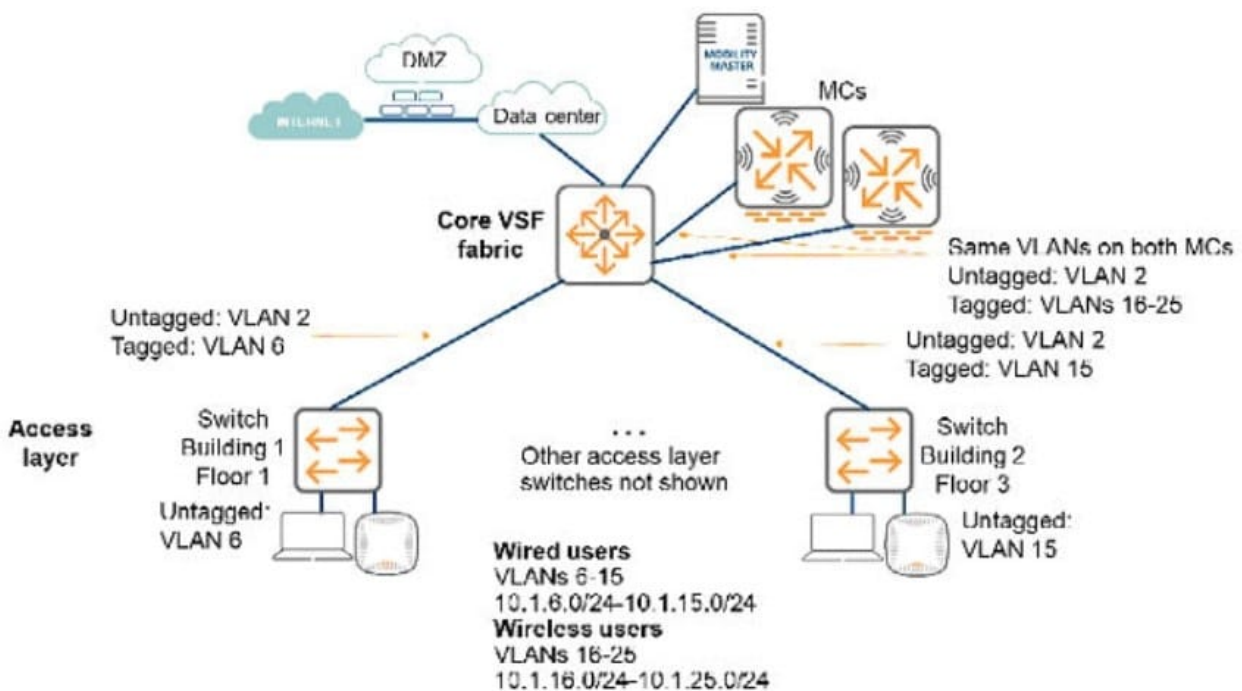 DMZ
INTERNET
Data center
MOBILITY
MASTER
MCs
Core VSF
fabric
Same VLANs on both MCs
Untagged: VLAN 2
Tagged: VLANs 16-25
Untagged: VLAN 2
Tagged: VLAN 6
Untagged: VLAN 2
Tagged: VLAN 15
Access
layer
Switch
Building 1
Floor 1
...
Other access layer
switches not shown
Switch
Building 2
Floor 3
Untagged:
VLAN 6
Untagged:
VLAN 15
Wired users
VLANs 6-15
10.1.6.0/24-10.1.15.0/24
Wireless users
VLANs 16-25
10.1.16.0/24-10.1.25.0/24